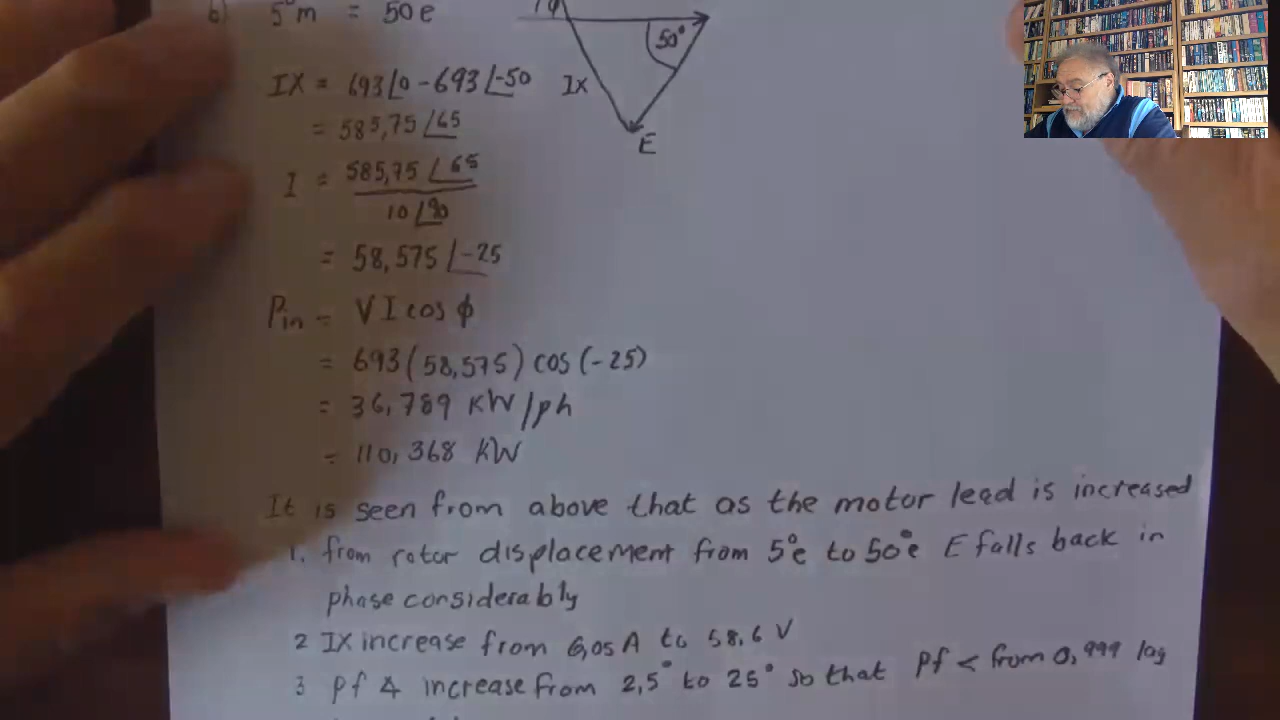 b) 5°m = 50e
φ
50°
IX = 693∠0 - 693∠-50
IX
= 585,75∠65
E
I = 585,75∠65
10∠90
= 58,575∠-25
Pin = VI cos φ
= 693(58,575) cos(-25)
= 36,789 KW/ph
= 110,368 kW
It is seen from above that as the motor lead is increased
1. from rotor displacement from 5°e to 50°e E falls back in
phase considerably
2 IX increase from 6,05A to 58.6 V
3 pf ∠ increase from 2,5° to 25° so that pf < from 0,999 lag